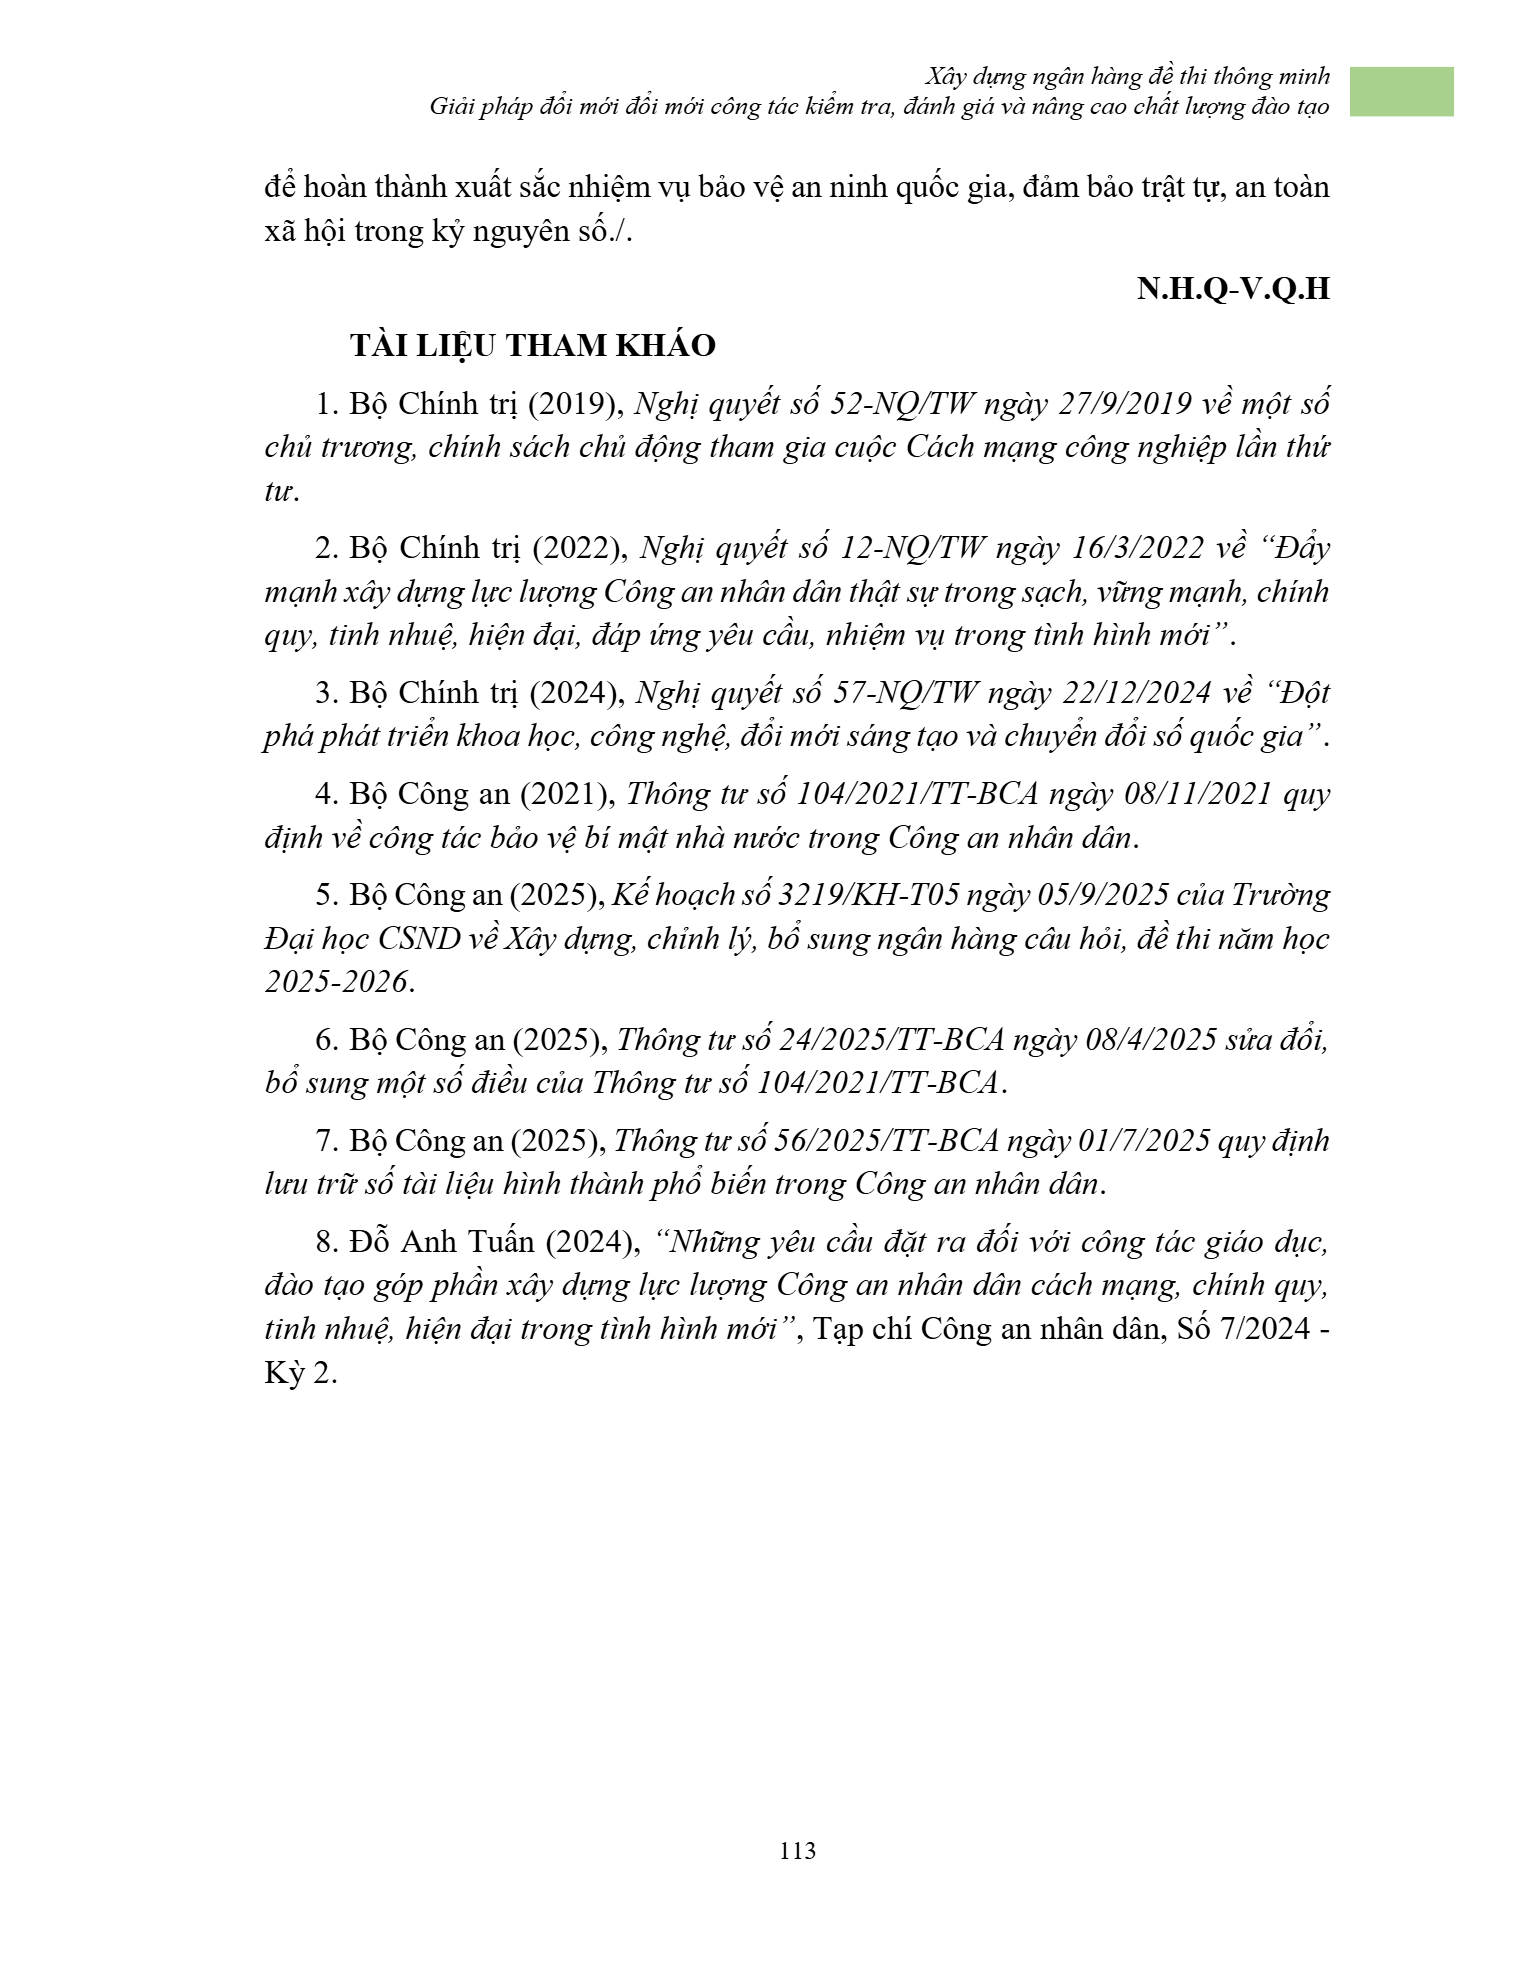 Xây dựng ngân hàng đề thi thông minh
Giải pháp đổi mới đổi mới công tác kiểm tra, đánh giá và nâng cao chất lượng đào tạo
để hoàn thành xuất sắc nhiệm vụ bảo vệ an ninh quốc gia, đảm bảo trật tự, an toàn
xã hội trong kỷ nguyên số./.
N.H.Q-V.Q.H
TÀI LIỆU THAM KHÁO
1. Bộ Chính trị (2019), Nghị quyết số 52-NQ/TW ngày 27/9/2019 về một số
chủ trương, chính sách chủ động tham gia cuộc Cách mạng công nghiệp lần thứ
tư.
2. Bộ Chính trị (2022), Nghị quyết số 12-NQ/TW ngày 16/3/2022 về “Đẩy
mạnh xây dựng lực lượng Công an nhân dân thật sự trong sạch, vững mạnh, chính
quy, tinh nhuệ, hiện đại, đáp ứng yêu cầu, nhiệm vụ trong tình hình mới”.
3. Bộ Chính trị (2024), Nghị quyết số 57-NQ/TW ngày 22/12/2024 về “Đột
phá phát triển khoa học, công nghệ, đổi mới sáng tạo và chuyển đổi số quốc gia”.
4. Bộ Công an (2021), Thông tư số 104/2021/TT-BCA ngày 08/11/2021 quy
định về công tác bảo vệ bí mật nhà nước trong Công an nhân dân.
5. Bộ Công an (2025), Kế hoạch số 3219/KH-T05 ngày 05/9/2025 của Trường
Đại học CSND về Xây dựng, chỉnh lý, bổ sung ngân hàng câu hỏi, đề thi năm học
2025-2026.
6. Bộ Công an (2025), Thông tư số 24/2025/TT-BCA ngày 08/4/2025 sửa đổi,
bổ sung một số điều của Thông tư số 104/2021/TT-BCA.
7. Bộ Công an (2025), Thông tư số 56/2025/TT-BCA ngày 01/7/2025 quy định
lưu trữ số tài liệu hình thành phổ biến trong Công an nhân dân.
8. Đỗ Anh Tuấn (2024), “Những yêu cầu đặt ra đối với công tác giáo dục,
đào tạo góp phần xây dựng lực lượng Công an nhân dân cách mạng, chính quy,
tinh nhuệ, hiện đại trong tình hình mới”, Tạp chí Công an nhân dân, Số 7/2024 -
Kỳ 2.
113